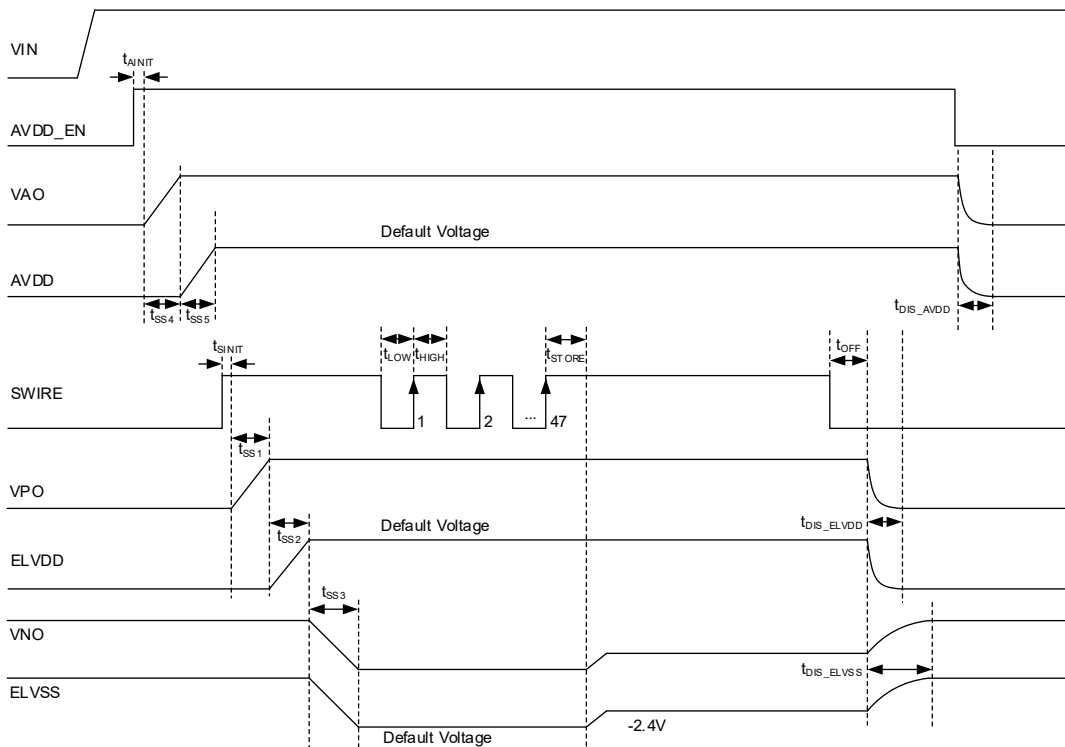 VIN
tAINIT
AVDD_EN
VAO
Default Voltage
AVDD
tSS4
tSS5
tDIS_AVDD
tSINIT
tLOW
tHIGH
tSTORE
tOFF
SWIRE
1
2
...
47
tSS1
VPO
tSS2
Default Voltage
tDIS_ELVDD
ELVDD
tSS3
VNO
tDIS_ELVSS
ELVSS
-2.4V
Default Voltage